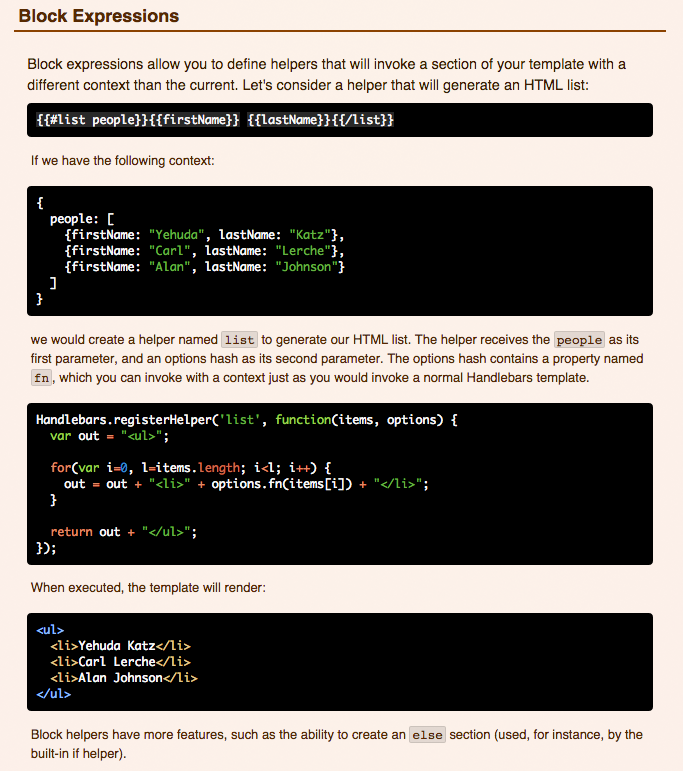 Block Expressions
Block expressions allow you to define helpers that will invoke a section of your template with a
different context than the current. Let's consider a helper that will generate an HTML list:
{{#list people}}{{firstName}} {{lastName}}{{/list}}
If we have the following context:
{
  people: [
    {firstName: "Yehuda", lastName: "Katz"},
    {firstName: "Carl", lastName: "Lerche"},
    {firstName: "Alan", lastName: "Johnson"}
  ]
}
we would create a helper named list to generate our HTML list. The helper receives the people as its
first parameter, and an options hash as its second parameter. The options hash contains a property named
fn, which you can invoke with a context just as you would invoke a normal Handlebars template.
Handlebars.registerHelper('list', function(items, options) {
  var out = "<ul>";
  for(var i=0, l=items.length; i<l; i++) {
    out = out + "<li>" + options.fn(items[i]) + "</li>";
  }
  return out + "</ul>";
});
When executed, the template will render:
<ul>
  <li>Yehuda Katz</li>
  <li>Carl Lerche</li>
  <li>Alan Johnson</li>
</ul>
Block helpers have more features, such as the ability to create an else section (used, for instance, by the
built-in if helper).